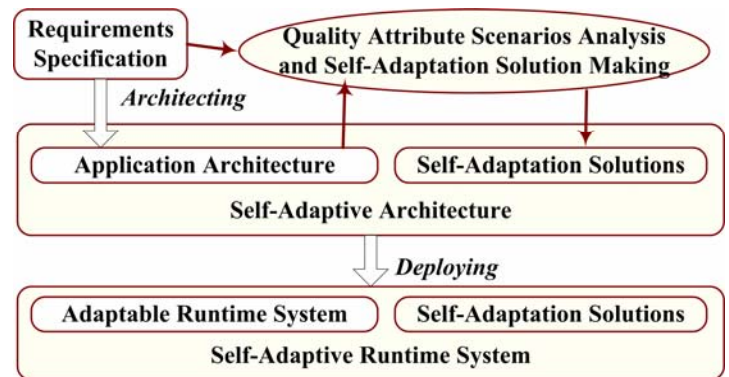 Requirements
Specification
Quality Attribute Scenarios Analysis
and Self-Adaptation Solution Making
Architecting
Application Architecture
Self-Adaptation Solutions
Self-Adaptive Architecture
Deploying
Adaptable Runtime System
Self-Adaptation Solutions
Self-Adaptive Runtime System